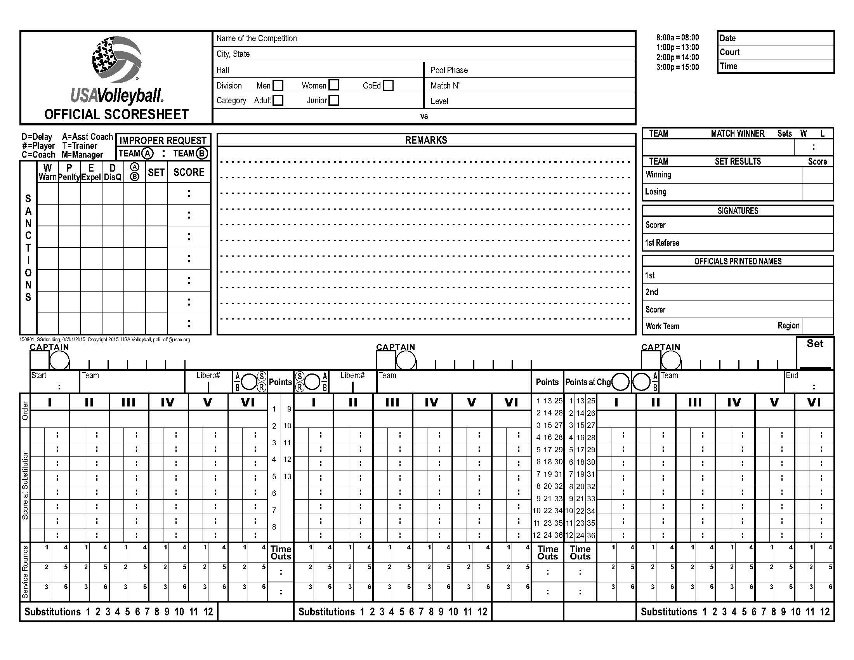 USAVolleyball.
OFFICIAL SCORESHEET
Name of the Competition
City, State
Hall
Pool/Phase
Division Men Women CoEd
Match N°
Category Adult Junior
Level
vs
8:00a = 08:00
1:00p = 13:00
2:00p = 14:00
3:00p = 15:00
Date
Court
Time
D=Delay A=Asst Coach
#=Player T=Trainer
C=Coach M=Manager
IMPROPER REQUEST
TEAM A : TEAM B
W P E D A B SET SCORE
Warn Penlty Expel DisQ
SANCTIONS
:
:
:
:
:
:
:
REMARKS
TEAM MATCH WINNER Sets W L
:
TEAM SET RESULTS Score
Winning
Losing
SIGNATURES
Scorer
1st Referee
OFFICIALS PRINTED NAMES
1st
2nd
Scorer
Work Team Region
CAPTAIN CAPTAIN CAPTAIN Set
Start : Team Libero# A B S R Points S R A B Libero# Team Points Points at Chg A B Team End :
Order I II III IV V VI I II III IV V VI I II III IV V VI
Score at Substitution
1 9
2 10
3 11
4 12
5 13
6
7
8
1 13 25 1 13 25
2 14 26 2 14 26
3 15 27 3 15 27
4 16 28 4 16 28
5 17 29 5 17 29
6 18 30 6 18 30
7 19 31 7 19 31
8 20 32 8 20 32
9 21 33 9 21 33
10 22 34 10 22 34
11 23 35 11 23 35
12 24 36 12 24 36
Service Rounds
1 4 1 4 1 4 1 4 1 4 1 4 Time Outs 1 4 1 4 1 4 1 4 1 4 1 4 Time Outs Time Outs 1 4 1 4 1 4 1 4 1 4 1 4
2 5 2 5 2 5 2 5 2 5 2 5 : 2 5 2 5 2 5 2 5 2 5 2 5 : : 2 5 2 5 2 5 2 5 2 5 2 5
3 6 3 6 3 6 3 6 3 6 3 6 : 3 6 3 6 3 6 3 6 3 6 3 6 : : 3 6 3 6 3 6 3 6 3 6 3 6
Substitutions 1 2 3 4 5 6 7 8 9 10 11 12 Substitutions 1 2 3 4 5 6 7 8 9 10 11 12 Substitutions 1 2 3 4 5 6 7 8 9 10 11 12